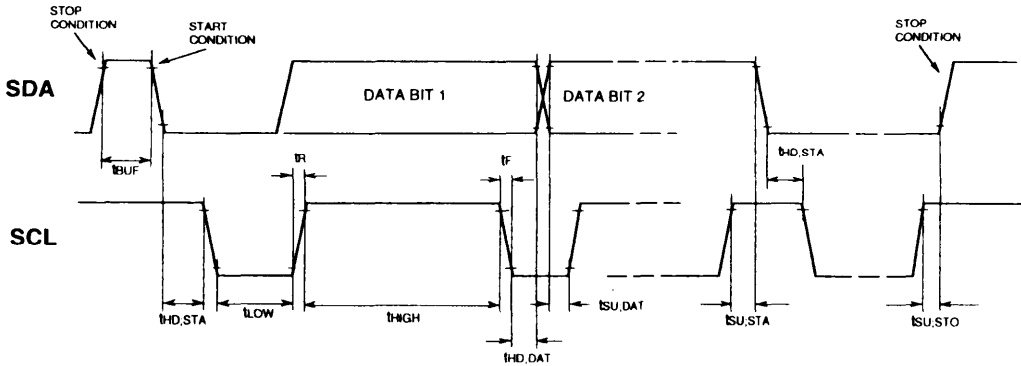 STOP
CONDITION
START
CONDITION
STOP
CONDITION
SDA
DATA BIT 1
DATA BIT 2
tBUF
tR
tF
tHD,STA
SCL
tHD,STA
tLOW
tHIGH
tHD,DAT
tSU,DAT
tSU,STA
tSU,STO